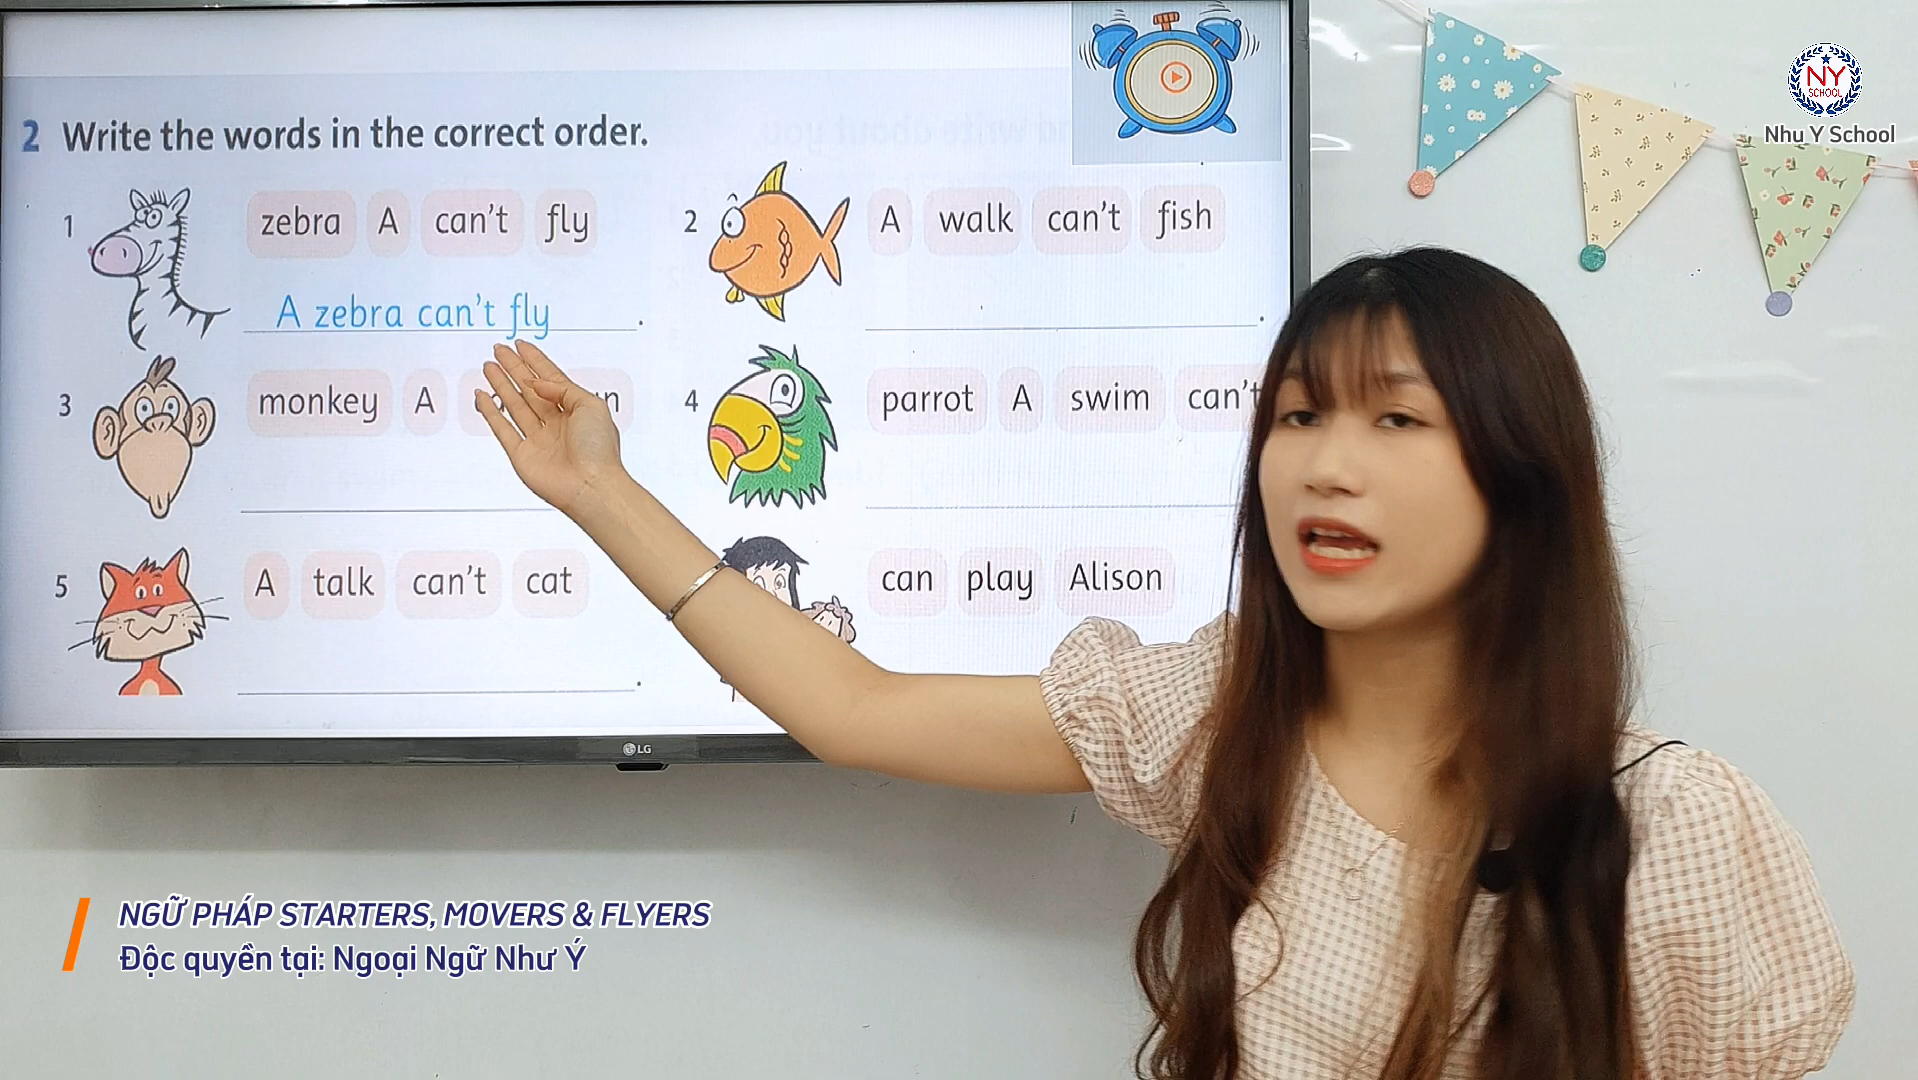 2 Write the words in the correct order.
1 zebra A can't fly
A zebra can't fly.
2 A walk can't fish
3 monkey A
4 parrot A swim can't
5 A talk can't cat
can play Alison
LG
NY
SCHOOL
Nhu Y School
NGỮ PHÁP STARTERS, MOVERS & FLYERS
Độc quyền tại: Ngoại Ngữ Như Ý